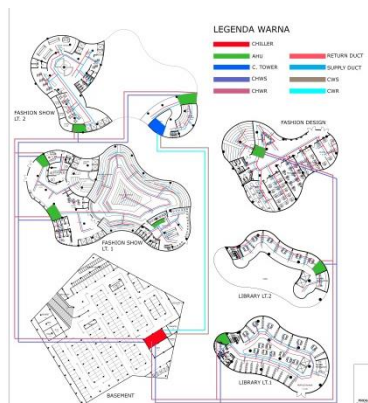 LEGENDA WARNA
CHILLER
AHU
C. TOWER
CHWS
CHWR
RETURN DUCT
SUPPLY DUCT
CWS
CWR
FASHION SHOW
LT. 2
FASHION DESIGN
FASHION SHOW
LT. 1
LIBRARY LT.2
LIBRARY LT.1
BASEMENT